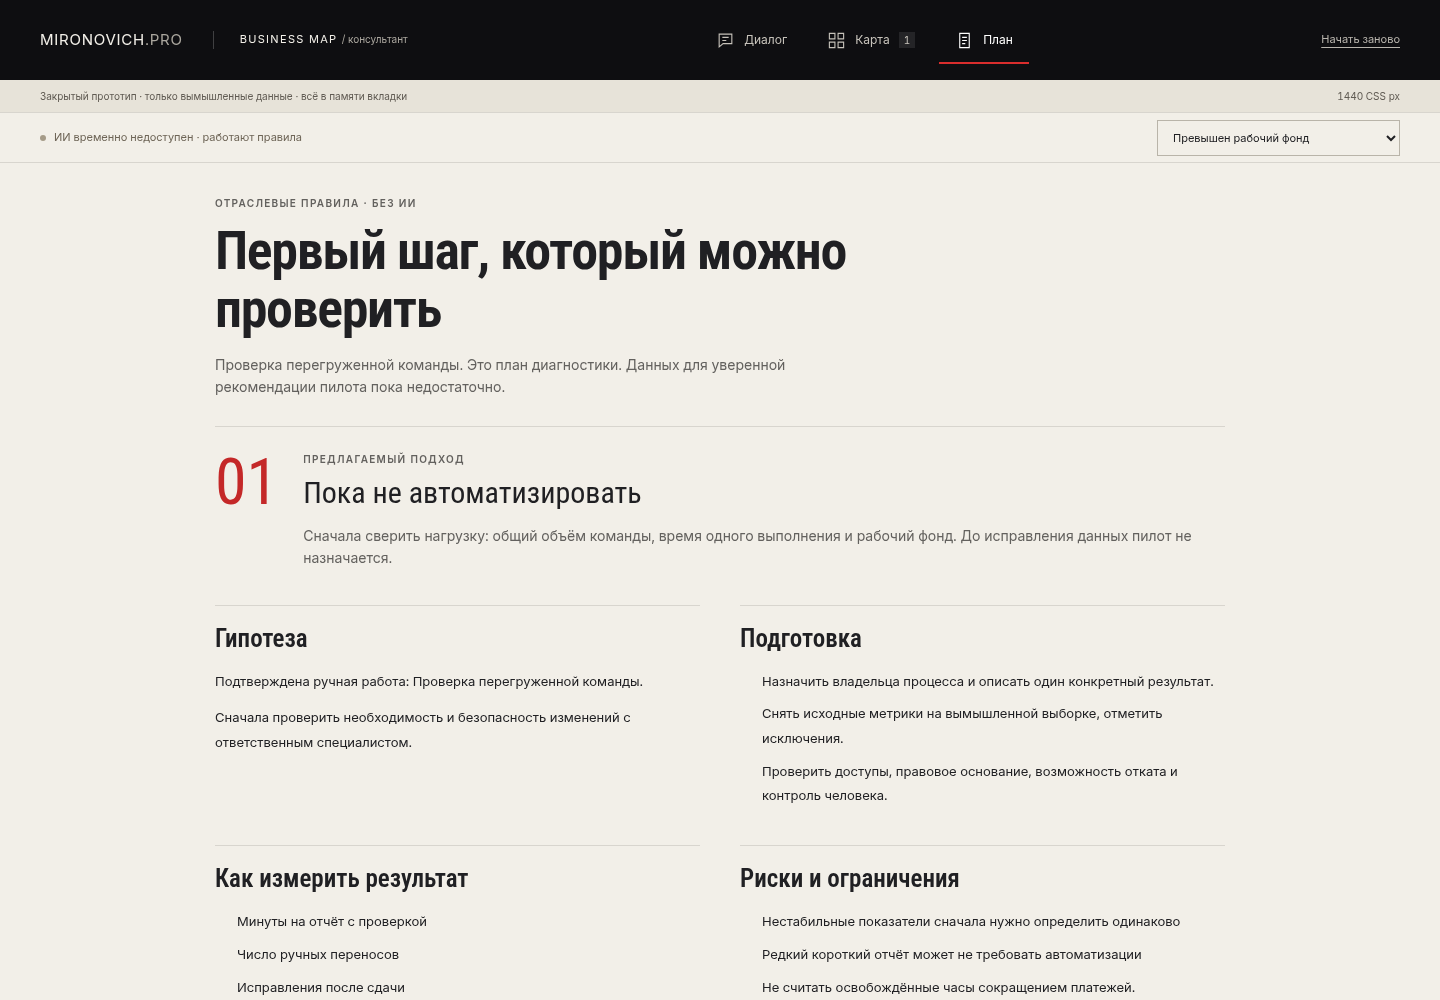 MIRONOVICH.PRO
BUSINESS MAP / консультант
Диалог
Карта 1
План
Начать заново
Закрытый прототип · только вымышленные данные · всё в памяти вкладки
1440 CSS px
ИИ временно недоступен · работают правила
Превышен рабочий фонд
ОТРАСЛЕВЫЕ ПРАВИЛА · БЕЗ ИИ
Первый шаг, который можно
проверить
Проверка перегруженной команды. Это план диагностики. Данных для уверенной
рекомендации пилота пока недостаточно.
01
ПРЕДЛАГАЕМЫЙ ПОДХОД
Пока не автоматизировать
Сначала сверить нагрузку: общий объём команды, время одного выполнения и рабочий фонд. До исправления данных пилот не
назначается.
Гипотеза
Подтверждена ручная работа: Проверка перегруженной команды.
Сначала проверить необходимость и безопасность изменений с
ответственным специалистом.
Подготовка
Назначить владельца процесса и описать один конкретный результат.
Снять исходные метрики на вымышленной выборке, отметить
исключения.
Проверить доступы, правовое основание, возможность отката и
контроль человека.
Как измерить результат
Минуты на отчёт с проверкой
Число ручных переносов
Исправления после сдачи
Риски и ограничения
Нестабильные показатели сначала нужно определить одинаково
Редкий короткий отчёт может не требовать автоматизации
Не считать освобождённые часы сокращением платежей.